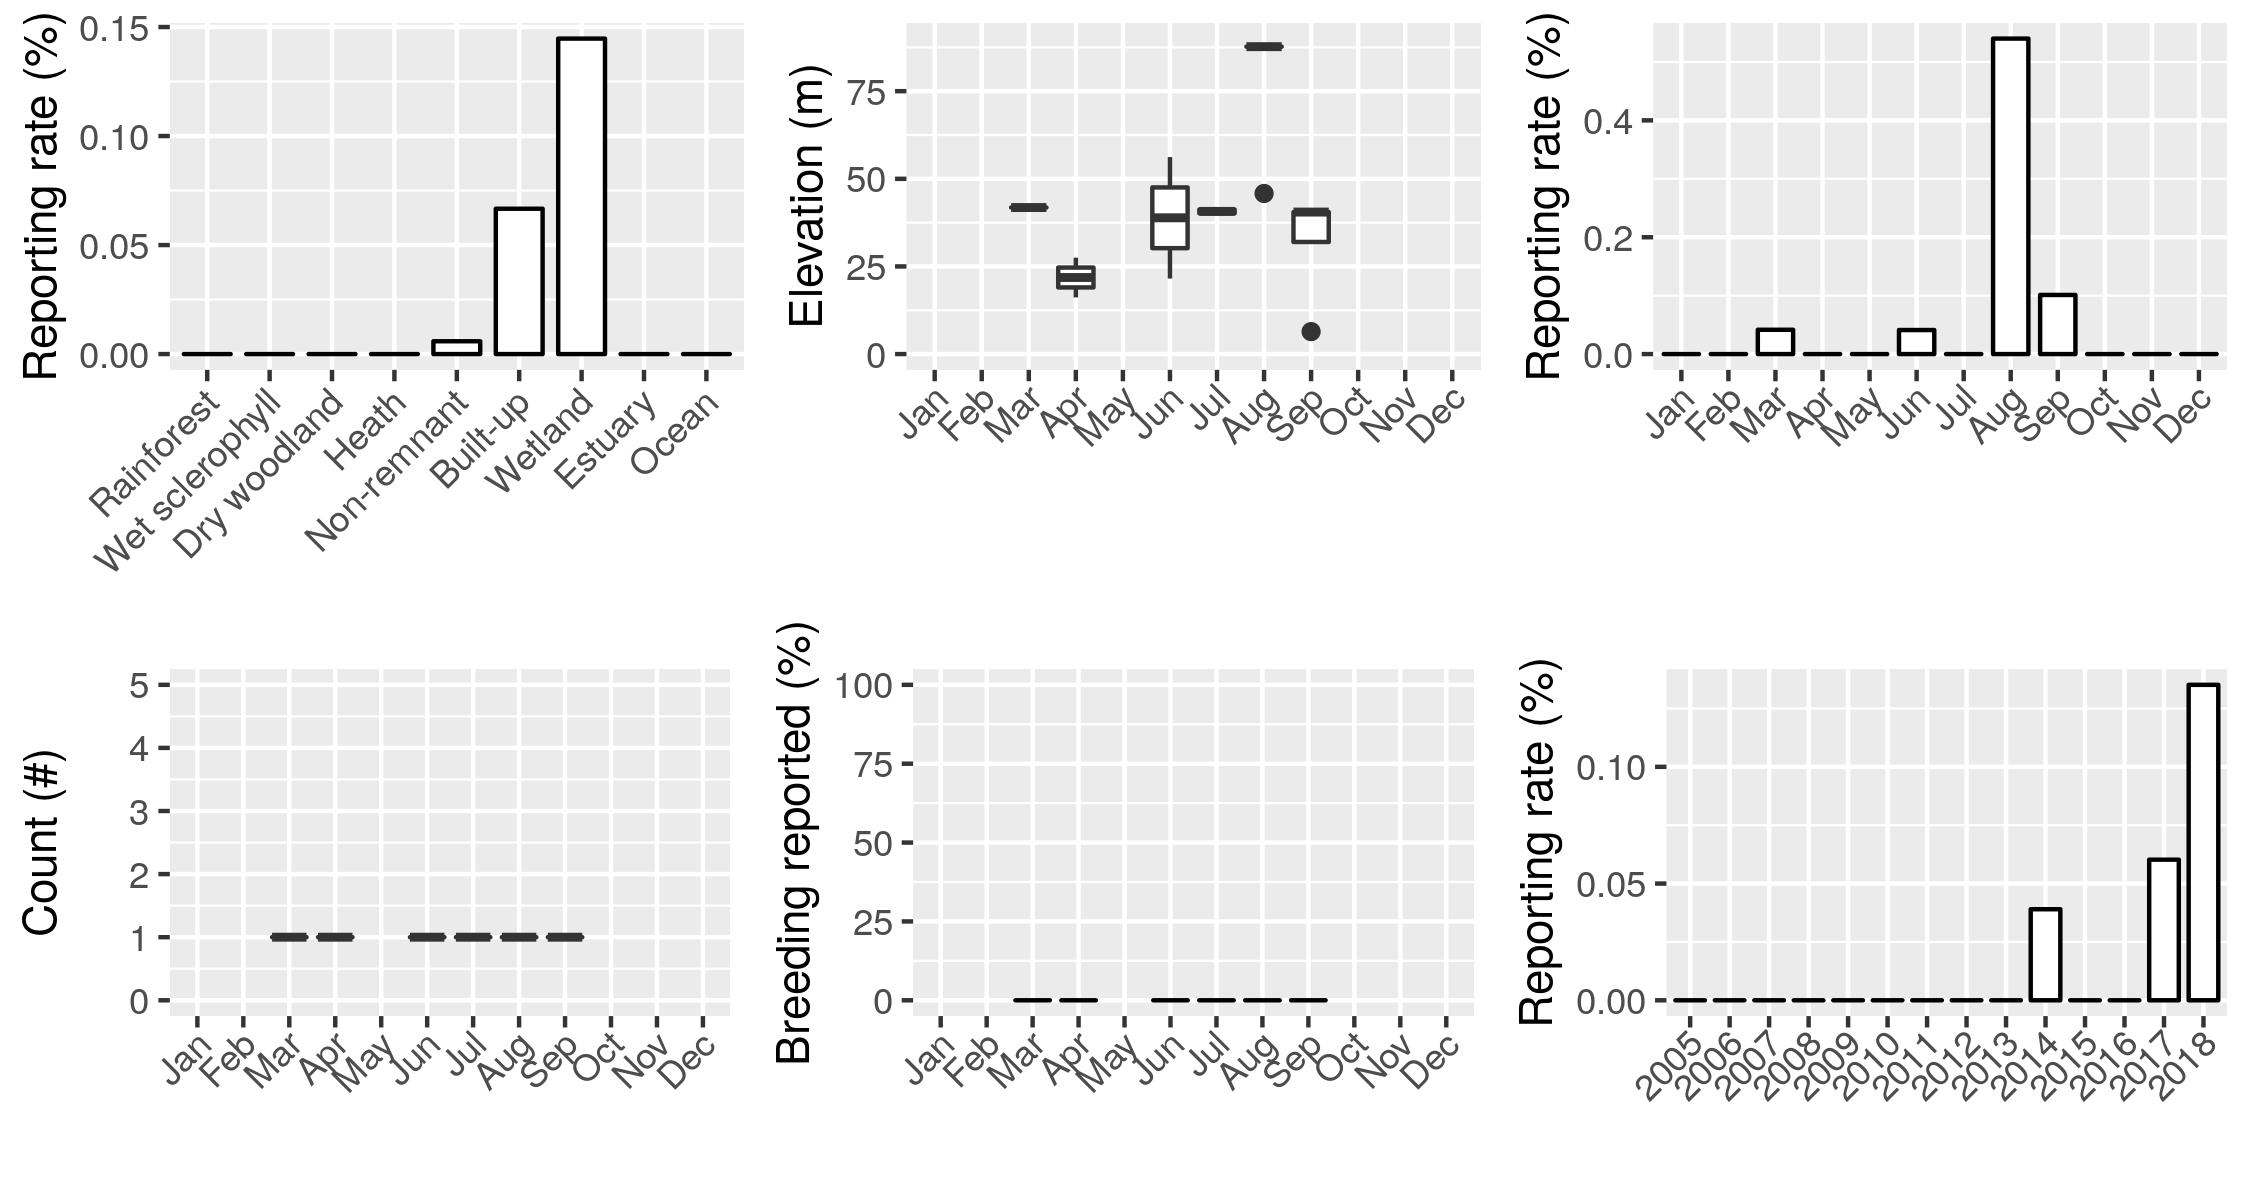 Reporting rate (%)
0.15
0.10
0.05
0.00
Rainforest
Wet sclerophyll
Dry woodland
Heath
Non-remnant
Built-up
Wetland
Estuary
Ocean
Elevation (m)
75
50
25
0
Jan
Feb
Mar
Apr
May
Jun
Jul
Aug
Sep
Oct
Nov
Dec
Reporting rate (%)
0.4
0.2
0.0
Jan
Feb
Mar
Apr
May
Jun
Jul
Aug
Sep
Oct
Nov
Dec
Count (#)
5
4
3
2
1
0
Jan
Feb
Mar
Apr
May
Jun
Jul
Aug
Sep
Oct
Nov
Dec
Breeding reported (%)
100
75
50
25
0
Jan
Feb
Mar
Apr
May
Jun
Jul
Aug
Sep
Oct
Nov
Dec
Reporting rate (%)
0.10
0.05
0.00
2005
2006
2007
2008
2009
2010
2011
2012
2013
2014
2015
2016
2017
2018